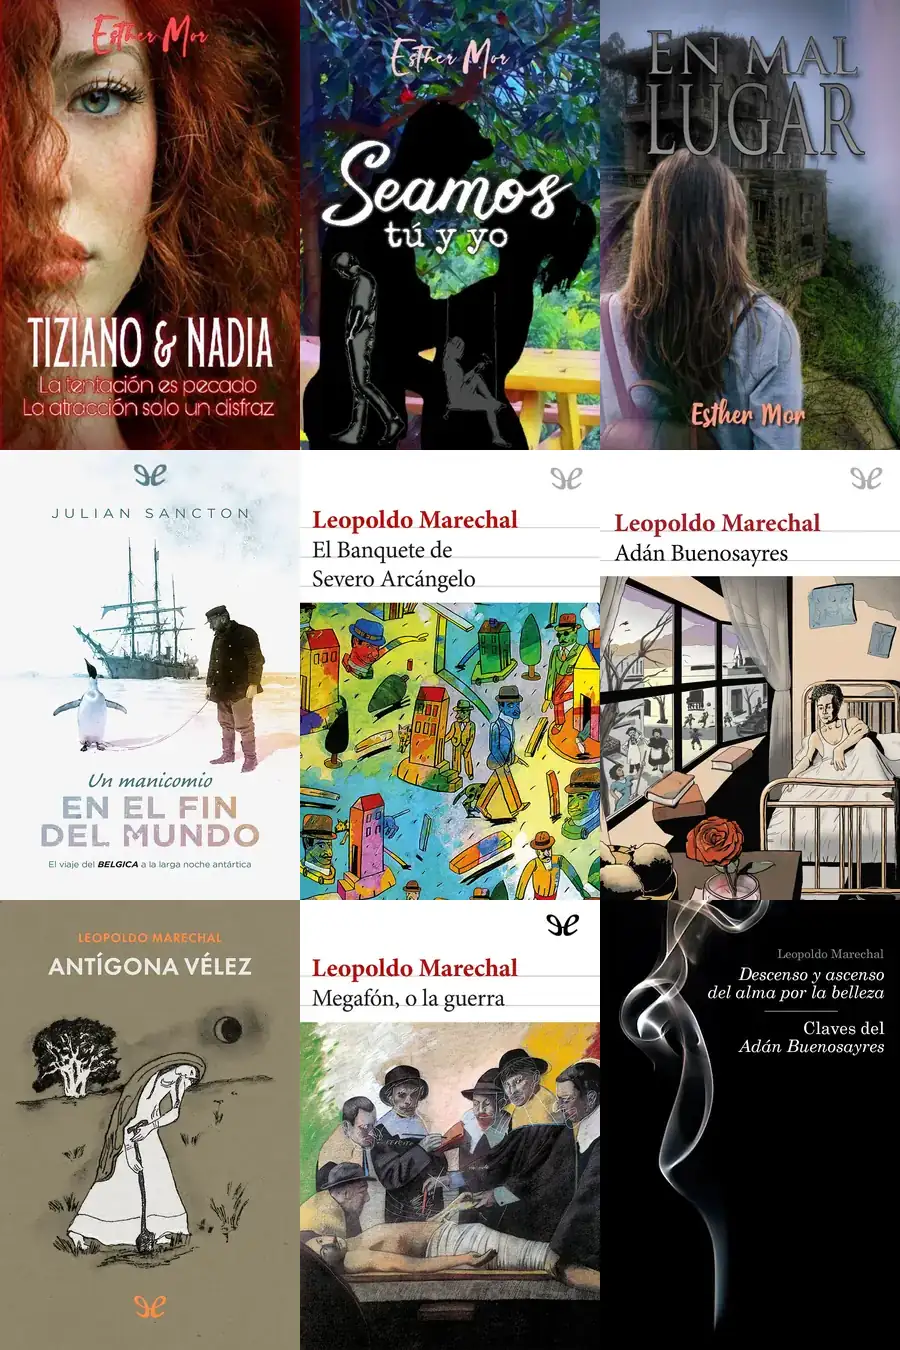 Esther Mor
TIZIANO & NADIA
La tentación es pecado
La atracción solo un disfraz
Esther Mor
Seamos
tú y yo
EN MAL
LUGAR
Esther Mor
JULIAN SANCTON
Un manicomio
EN EL FIN
DEL MUNDO
El viaje del BELGICA a la larga noche antártica
Leopoldo Marechal
El Banquete de
Severo Arcángelo
Leopoldo Marechal
Adán Buenosayres
LEOPOLDO MARECHAL
ANTÍGONA VÉLEZ
Leopoldo Marechal
Megafón, o la guerra
Leopoldo Marechal
Descenso y ascenso
del alma por la belleza
Claves del
Adán Buenosayres